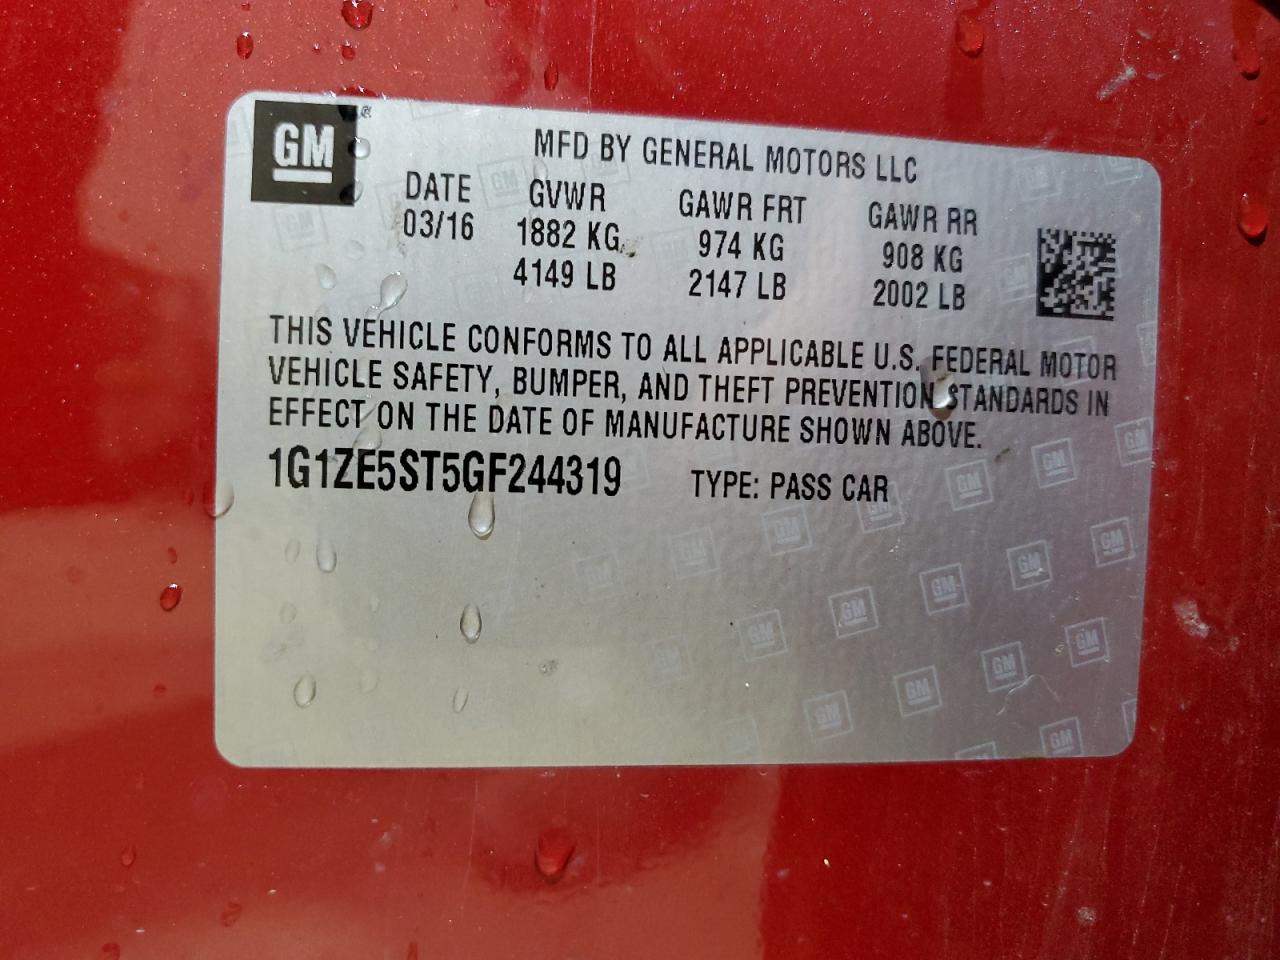 GM
MFD BY GENERAL MOTORS LLC
DATE GVWR GAWR FRT GAWR RR
03/16 1882 KG 974 KG 908 KG
4149 LB 2147 LB 2002 LB
THIS VEHICLE CONFORMS TO ALL APPLICABLE U.S. FEDERAL MOTOR
VEHICLE SAFETY, BUMPER, AND THEFT PREVENTION STANDARDS IN
EFFECT ON THE DATE OF MANUFACTURE SHOWN ABOVE.
1G1ZE5ST5GF244319 TYPE: PASS CAR